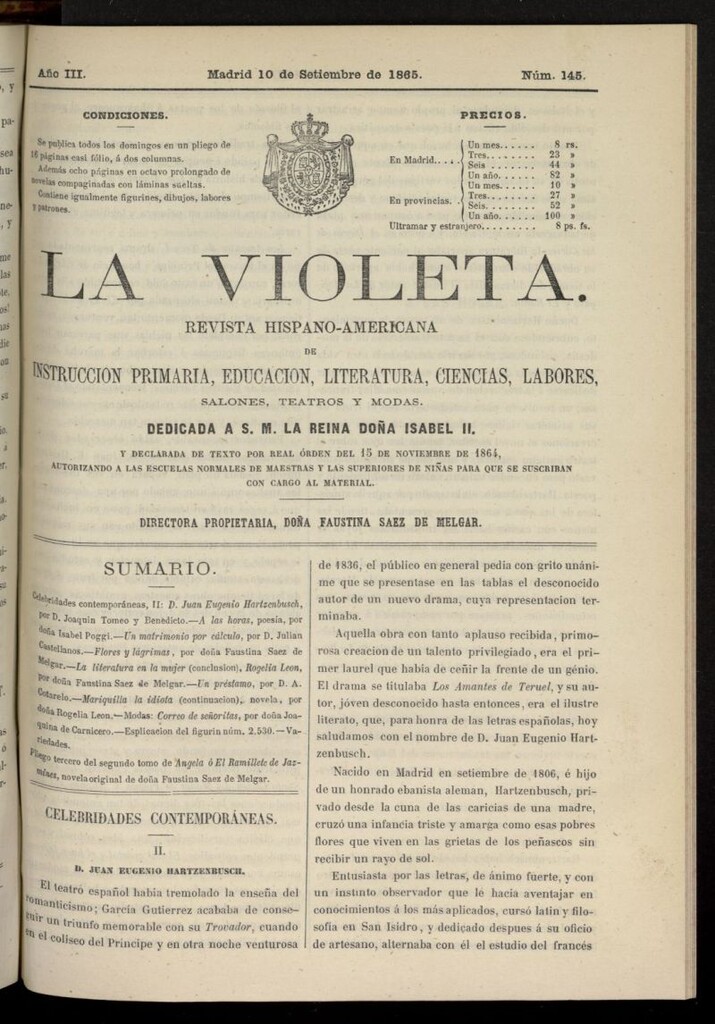 Año III.
Madrid 10 de Setiembre de 1865.
Núm. 145.
CONDICIONES.
Se publica todos los domingos en un pliego de
16 páginas casi fólio, á dos columnas.
Además ocho páginas en octavo prolongado de
novelas compaginadas con láminas sueltas.
Contiene igualmente figurines, dibujos, labores
y patrones.
PRECIOS.
En Madrid.....
Un mes...... 8 rs.
Tres........ 23 »
Seis ....... 44 »
Un año...... 82 »
En provincias. .
Un mes...... 10 »
Tres........ 27 »
Seis........ 52 »
Un año...... 100 »
Ultramar y estranjero......... 8 ps. fs.
LA VIOLETA.
REVISTA HISPANO-AMERICANA
DE
INSTRUCCION PRIMARIA, EDUCACION, LITERATURA, CIENCIAS, LABORES,
SALONES, TEATROS Y MODAS.
DEDICADA A S. M. LA REINA DOÑA ISABEL II.
Y DECLARADA DE TEXTO POR REAL ÓRDEN DEL 15 DE NOVIEMBRE DE 1864,
AUTORIZANDO A LAS ESCUELAS NORMALES DE MAESTRAS Y LAS SUPERIORES DE NIÑAS PARA QUE SE SUSCRIBAN
CON CARGO AL MATERIAL.
DIRECTORA PROPIETARIA, DOÑA FAUSTINA SAEZ DE MELGAR.
SUMARIO.
Celebridades contemporáneas, II: D. Juan Eugenio Hartzenbusch,
por D. Joaquin Tomeo y Benedicto.—A las horas, poesía, por
doña Isabel Poggi.—Un matrimonio por cálculo, por D. Julian
Castellanos.—Flores y lágrimas, por doña Faustina Saez de
Melgar.—La literatura en la mujer (conclusion), Rogelia Leon,
por doña Faustina Saez de Melgar.—Un préstamo, por D. A.
Cotarelo.—Mariquilla la idiota (continuacion), novela, por
doña Rogelia Leon.—Modas: Correo de señoritas, por doña Joa-
quina de Carnicero.—Esplicacion del figurin núm. 2.530.—Va-
riedades.
Pliego tercero del segundo tomo de Angela ó El Ramillete de Jaz-
mines, novela original de doña Faustina Saez de Melgar.
CELEBRIDADES CONTEMPORÁNEAS.
II.
D. JUAN EUGENIO HARTZENBUSCH.
El teatro español habia tremolado la enseña del
romanticismo; García Gutierrez acababa de conse-
guir un triunfo memorable con su Trovador, cuando
en el coliseo del Príncipe y en otra noche venturosa
de 1836, el público en general pedia con grito unáni-
me que se presentase en las tablas el desconocido
autor de un nuevo drama, cuya representacion ter-
minaba.
Aquella obra con tanto aplauso recibida, primo-
rosa creacion de un talento privilegiado, era el pri-
mer laurel que habia de ceñir la frente de un génio.
El drama se titulaba Los Amantes de Teruel, y su au-
tor, jóven desconocido hasta entonces, era el ilustre
literato, que, para honra de las letras españolas, hoy
saludamos con el nombre de D. Juan Eugenio Hart-
zenbusch.
Nacido en Madrid en setiembre de 1806, é hijo
de un honrado ebanista aleman, Hartzenbusch, pri-
vado desde la cuna de las caricias de una madre,
cruzó una infancia triste y amarga como esas pobres
flores que viven en las grietas de los peñascos sin
recibir un rayo de sol.
Entusiasta por las letras, de ánimo fuerte, y con
un instinto observador que le hacia aventajar en
conocimientos á los más aplicados, cursó latin y filo-
sofía en San Isidro, y dedicado despues á su oficio
de artesano, alternaba con él el estudio del francés